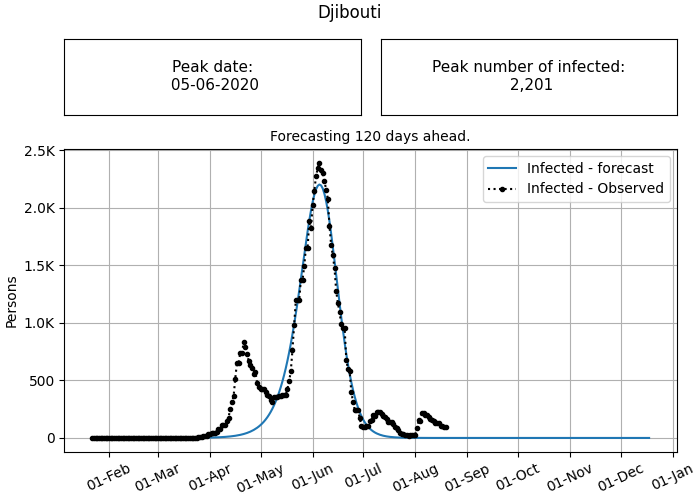 Djibouti
Peak date:
05-06-2020
Peak number of infected:
2,201
Forecasting 120 days ahead.
2.5K
2.0K
1.5K
1.0K
500
0
Persons
Infected - forecast
Infected - Observed
01-Feb
01-Mar
01-Apr
01-May
01-Jun
01-Jul
01-Aug
01-Sep
01-Oct
01-Nov
01-Dec
01-Jan